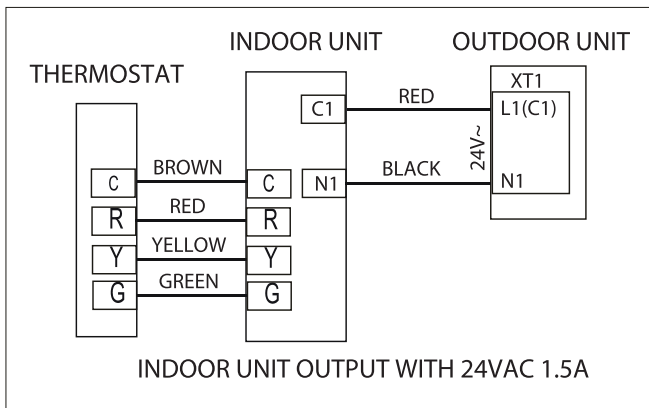 INDOOR UNIT
OUTDOOR UNIT
THERMOSTAT
XT1
C1
RED
L1(C1)
24V~
C
BROWN
C
N1
BLACK
N1
R
RED
R
Y
YELLOW
Y
G
GREEN
G
INDOOR UNIT OUTPUT WITH 24VAC 1.5A